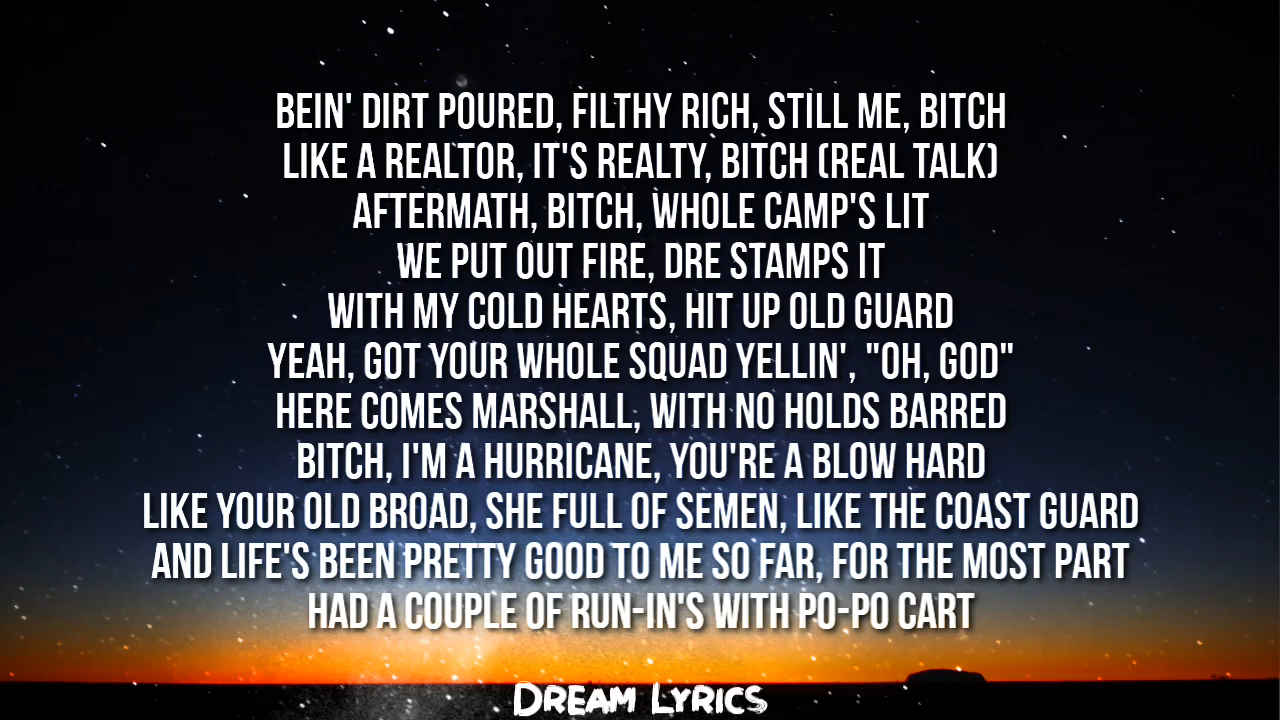 BEIN' DIRT POURED, FILTHY RICH, STILL ME, BITCH
LIKE A REALTOR, IT'S REALTY, BITCH (REAL TALK)
AFTERMATH, BITCH, WHOLE CAMP'S LIT
WE PUT OUT FIRE, DRE STAMPS IT
WITH MY COLD HEARTS, HIT UP OLD GUARD
YEAH, GOT YOUR WHOLE SQUAD YELLIN', "OH, GOD"
HERE COMES MARSHALL, WITH NO HOLDS BARRED
BITCH, I'M A HURRICANE, YOU'RE A BLOW HARD
LIKE YOUR OLD BROAD, SHE FULL OF SEMEN, LIKE THE COAST GUARD
AND LIFE'S BEEN PRETTY GOOD TO ME SO FAR, FOR THE MOST PART
HAD A COUPLE OF RUN-IN'S WITH PO-PO CART
DREAM LYRICS